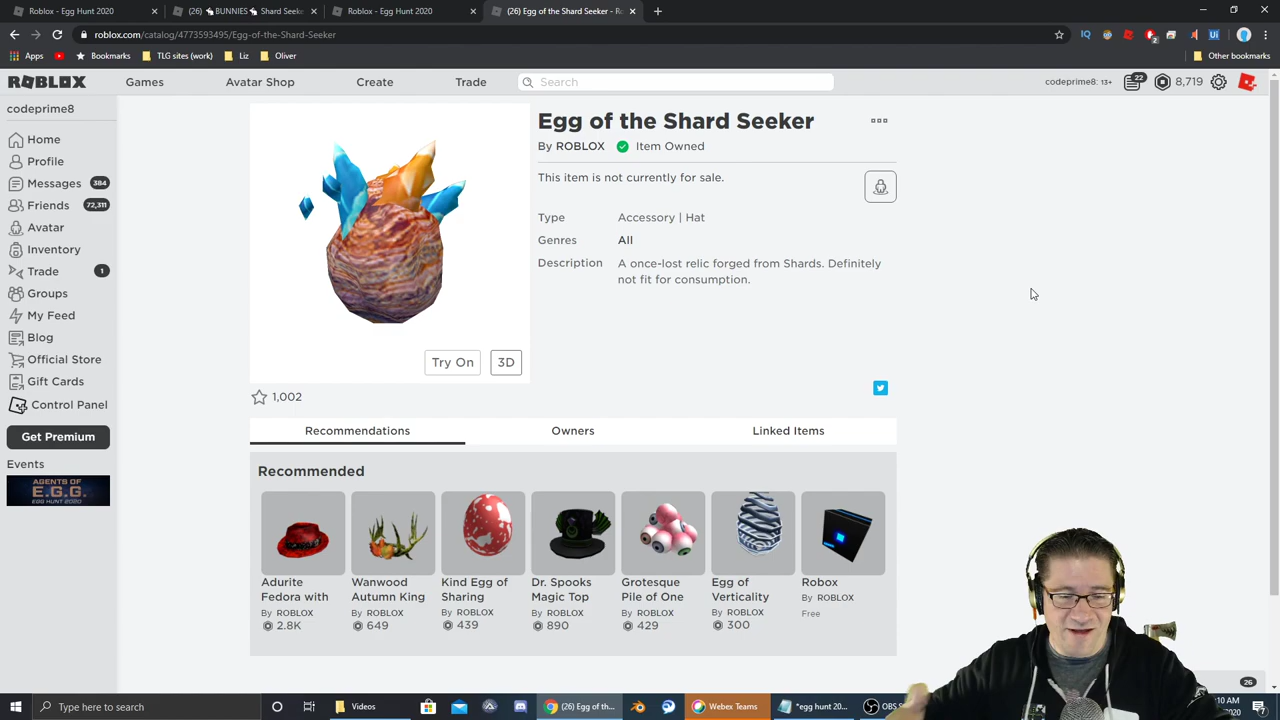 Roblox - Egg Hunt 2020
(26) 🐇BUNNIES🐇 Shard Seeke
Roblox - Egg Hunt 2020
(26) Egg of the Shard Seeker - Ro
roblox.com/catalog/4773593495/Egg-of-the-Shard-Seeker
Apps
Bookmarks
TLG sites (work)
Liz
Oliver
Other bookmarks
ROBLOX
Games
Avatar Shop
Create
Trade
Search
codeprime8: 13+
22
8,719
codeprime8
Home
Profile
Messages 384
Friends 72,311
Avatar
Inventory
Trade 1
Groups
My Feed
Blog
Official Store
Gift Cards
Control Panel
Get Premium
Events
AGENTS OF
E.G.G.
EGG HUNT 2020
Egg of the Shard Seeker
By ROBLOX Item Owned
This item is not currently for sale.
Type Accessory | Hat
Genres All
Description A once-lost relic forged from Shards. Definitely
not fit for consumption.
Try On
3D
1,002
Recommendations
Owners
Linked Items
Recommended
Adurite
Fedora with
By ROBLOX
2.8K
Wanwood
Autumn King
By ROBLOX
649
Kind Egg of
Sharing
By ROBLOX
439
Dr. Spooks
Magic Top
By ROBLOX
890
Grotesque
Pile of One
By ROBLOX
429
Egg of
Verticality
By ROBLOX
300
Robox
By ROBLOX
Free
26
Type here to search
Videos
(26) Egg of th...
Webex Teams
*egg hunt 20...
OBS
10 AM
2020